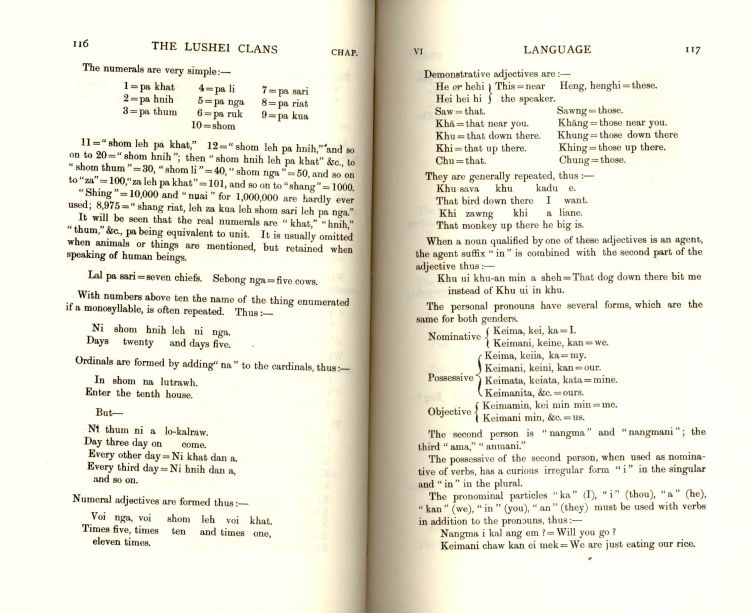 116 THE LUSHEI CLANS CHAP.
The numerals are very simple:—
1=pa khat 4=pa li 7=pa sari
2=pa hnih 5=pa nga 8=pa riat
3=pa thum 6=pa ruk 9=pa kua
10=shom
11="shom leh pa khat," 12="shom leh pa hnih," and so
on to 20="shom hnih"; then "shom hnih leh pa khat" &c., to
"shom thum"=30, "shom li"=40, "shom nga"=50, and so on
to "za"=100, "za leh pa khat"=101, and so on to "shang"=1000.
"Shing"=10,000 and "nuai" for 1,000,000 are hardly ever
used; 8,975="shang riat, leh za kua leh shom sari leh pa nga."
It will be seen that the real numerals are "khat," "hnih,"
"thum," &c., pa being equivalent to unit. It is usually omitted
when animals or things are mentioned, but retained when
speaking of human beings.
Lal pa sari=seven chiefs. Sebong nga=five cows.
With numbers above ten the name of the thing enumerated
if a monosyllable, is often repeated. Thus:—
Ni shom hnih leh ni nga.
Days twenty and days five.
Ordinals are formed by adding "na" to the cardinals, thus:—
In shom na lutrawh.
Enter the tenth house.
But—
Ni thum ni a lo-kalraw.
Day three day on come.
Every other day=Ni khat dan a.
Every third day=Ni hnih dan a,
and so on.
Numeral adjectives are formed thus:—
Voi nga, voi shom leh voi khat.
Times five, times ten and times one,
eleven times.
VI LANGUAGE 117
Demonstrative adjectives are:—
He or hehi } This=near Heng, henghi=these.
Hei hei hi } the speaker.
Saw=that. Sawng=those.
Khā=that near you. Khāng=those near you.
Khu=that down there. Khung=those down there
Khi=that up there. Khing=those up there.
Chu=that. Chung=those.
They are generally repeated, thus:—
Khu sava khu kadu e.
That bird down there I want.
Khi zawng khi a liane.
That monkey up there he big is.
When a noun qualified by one of these adjectives is an agent,
the agent suffix "in" is combined with the second part of the
adjective thus:—
Khu ui khu-an min a sheh=That dog down there bit me
instead of Khu ui in khu.
The personal pronouns have several forms, which are the
same for both genders.
Nominative { Keima, kei, ka=I.
Keimani, keine, kan=we.
Possessive { Keima, keiia, ka=my.
Keimani, keini, kan=our.
Keimata, keiata, kata=mine.
Keimanita, &c.=ours.
Objective { Keimamin, kei min min=me.
Keimani min, &c.=us.
The second person is "nangma" and "nangmani"; the
third "ama," "anmani."
The possessive of the second person, when used as nomina-
tive of verbs, has a curious irregular form "i" in the singular
and "in" in the plural.
The pronominal particles "ka" (I), "i" (thou), "a" (he),
"kan" (we), "in" (you), "an" (they) must be used with verbs
in addition to the pronouns, thus:—
Nangma i kal ang em?=Will you go?
Keimani chaw kan ei mek=We are just eating our rice.